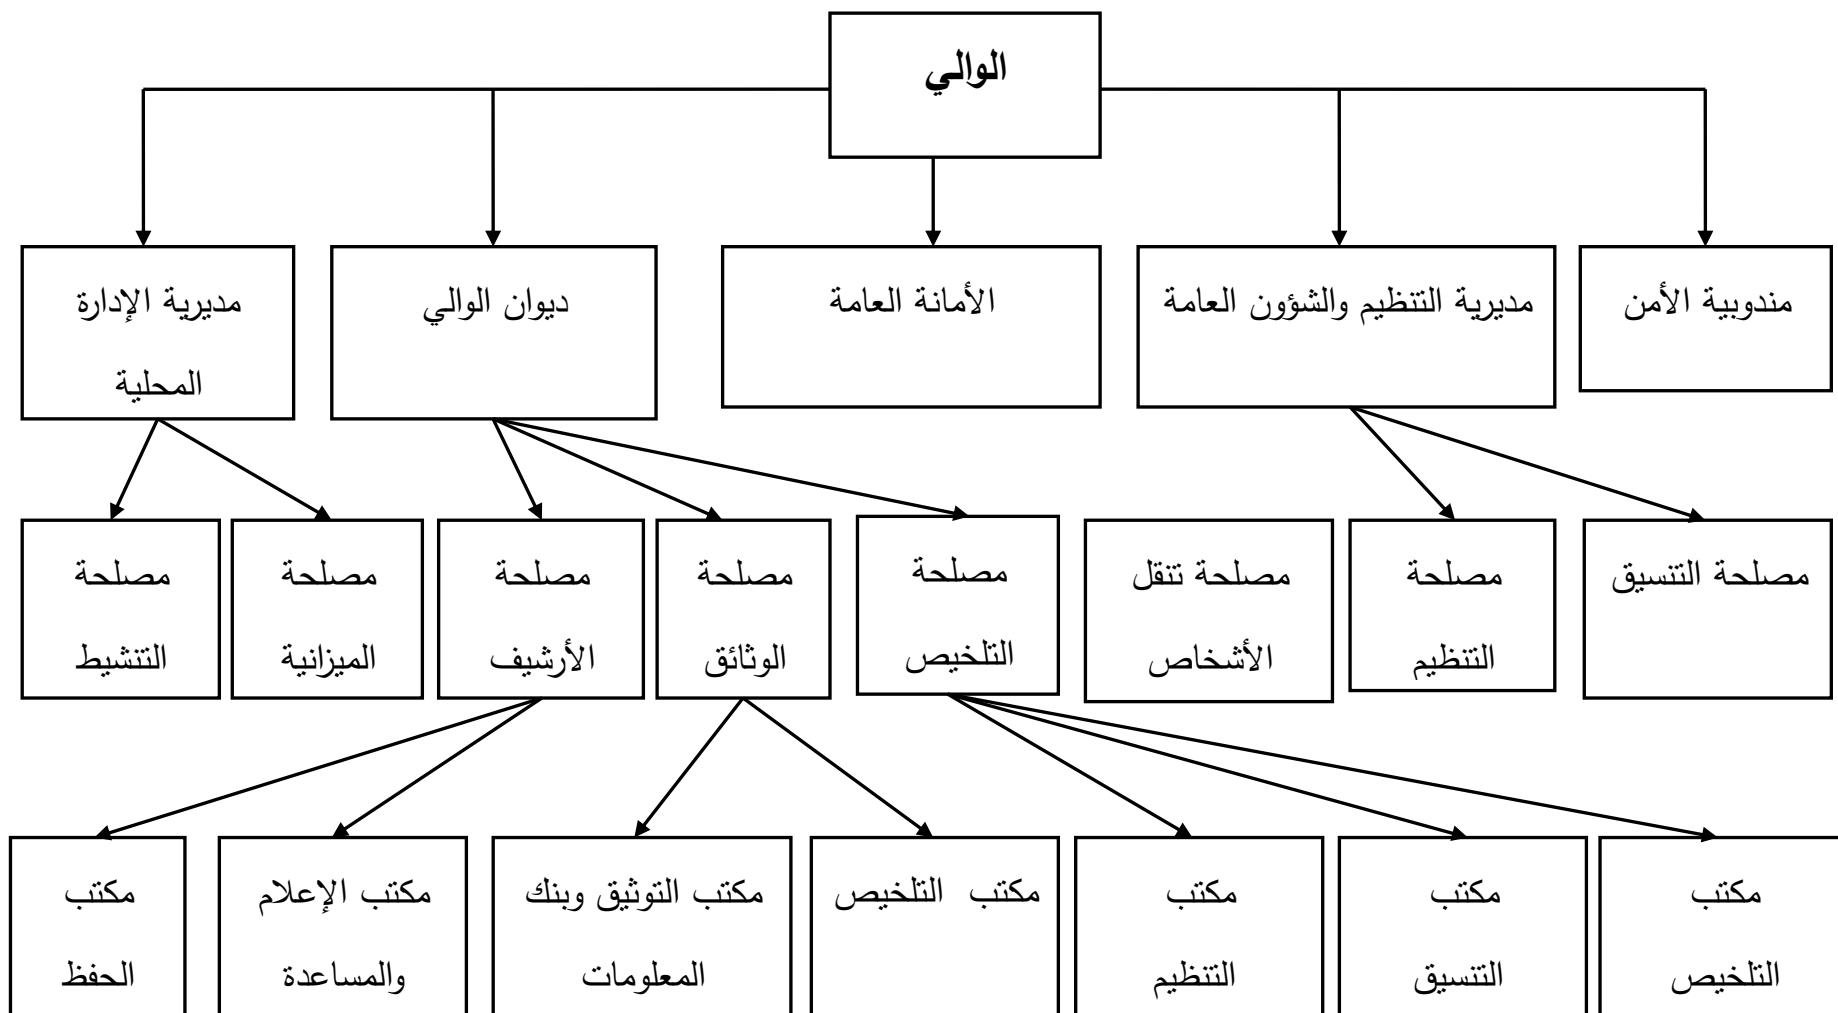 الوالي
مندوبية الأمن
مديرية التنظيم والشؤون العامة
الأمانة العامة
ديوان الوالي
مديرية الإدارة
المحلية
مصلحة التنسيق
مصلحة
التنظيم
مصلحة تنقل
الأشخاص
مصلحة
التلخيص
مصلحة
الوثائق
مصلحة
الأرشيف
مصلحة
الميزانية
مصلحة
التنشيط
مكتب
التلخيص
مكتب
التنسيق
مكتب
التنظيم
مكتب التلخيص
مكتب التوثيق وبنك
المعلومات
مكتب الإعلام
والمساعدة
مكتب
الحفظ